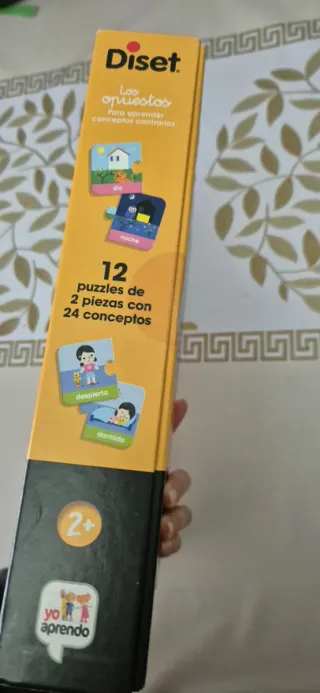 Diset
Los
opuestos
Para aprender
conceptos contrarios
día
noche
12
puzzles de
2 piezas con
24 conceptos
despierto
dormido
2+
yo
aprendo